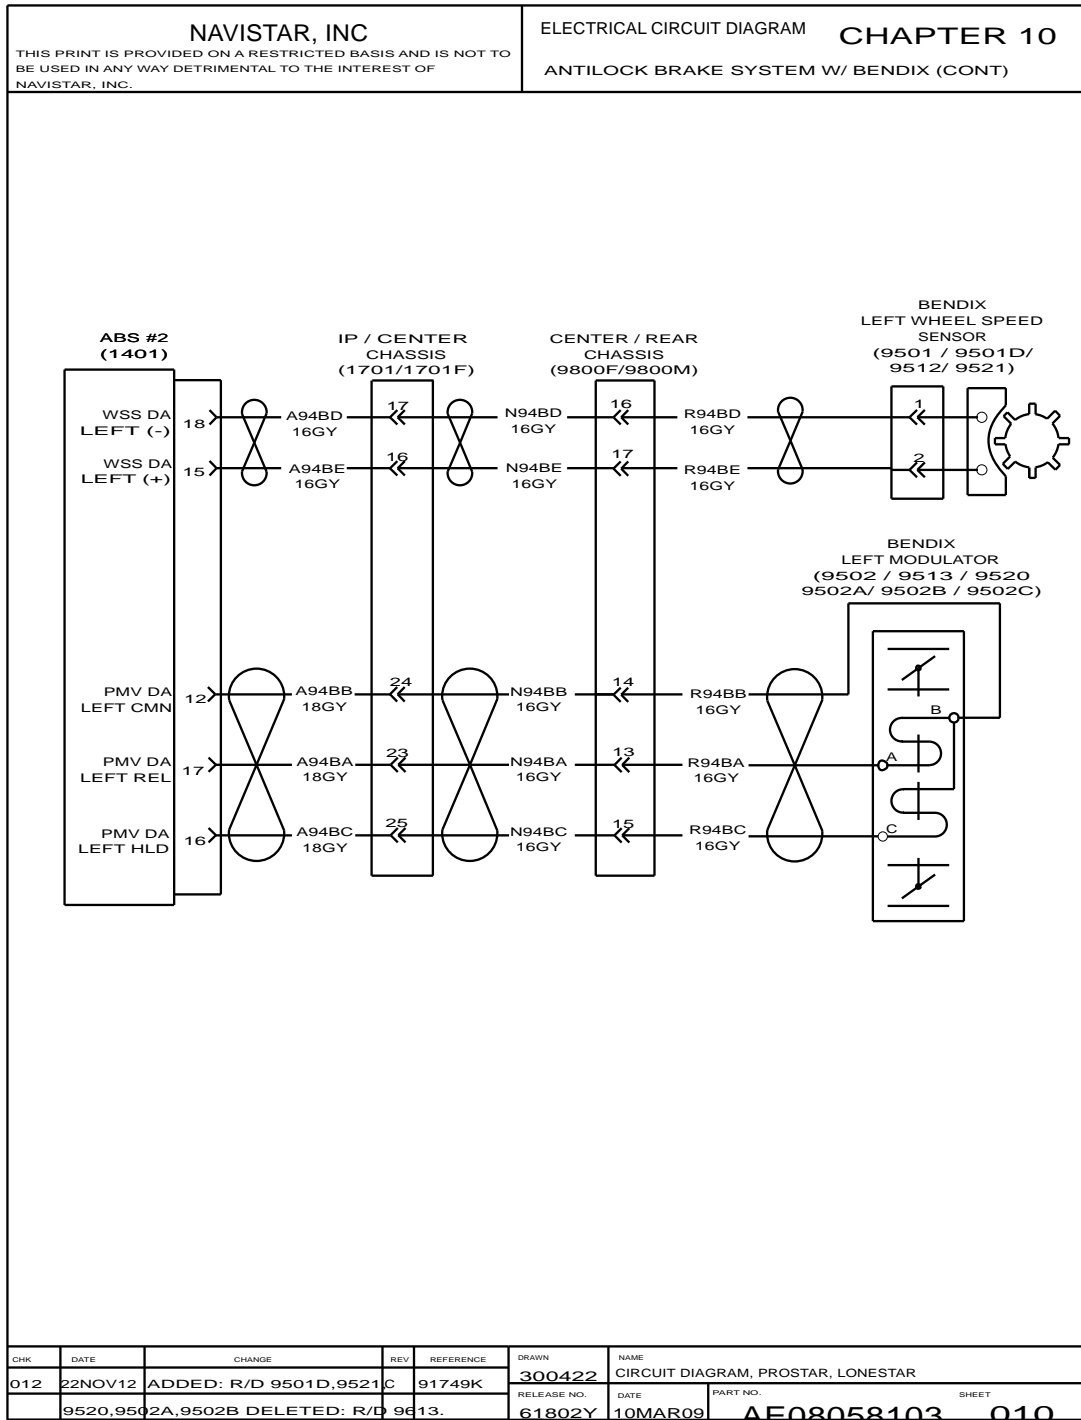 NAVISTAR, INC
THIS PRINT IS PROVIDED ON A RESTRICTED BASIS AND IS NOT TO
BE USED IN ANY WAY DETRIMENTAL TO THE INTEREST OF
NAVISTAR, INC.
ELECTRICAL CIRCUIT DIAGRAM CHAPTER 10
ANTILOCK BRAKE SYSTEM W/ BENDIX (CONT)
ABS #2
(1401)
IP / CENTER
CHASSIS
(1701/1701F)
CENTER / REAR
CHASSIS
(9800F/9800M)
BENDIX
LEFT WHEEL SPEED
SENSOR
(9501 / 9501D/
9512/ 9521)
WSS DA
LEFT (-)
18
A94BD
16GY
17
N94BD
16GY
16
R94BD
16GY
1
WSS DA
LEFT (+)
15
A94BE
16GY
16
N94BE
16GY
17
R94BE
16GY
2
BENDIX
LEFT MODULATOR
(9502 / 9513 / 9520
9502A/ 9502B / 9502C)
PMV DA
LEFT CMN
12
A94BB
18GY
24
N94BB
16GY
14
R94BB
16GY
B
PMV DA
LEFT REL
17
A94BA
18GY
23
N94BA
16GY
13
R94BA
16GY
A
PMV DA
LEFT HLD
16
A94BC
18GY
25
N94BC
16GY
15
R94BC
16GY
C
CHK DATE CHANGE REV REFERENCE
012 22NOV12 ADDED: R/D 9501D,9521, C 91749K
9520,9502A,9502B DELETED: R/D 9613.
DRAWN
300422
NAME
CIRCUIT DIAGRAM, PROSTAR, LONESTAR
RELEASE NO.
61802Y
DATE
10MAR09
PART NO.
AE08058103
SHEET
010